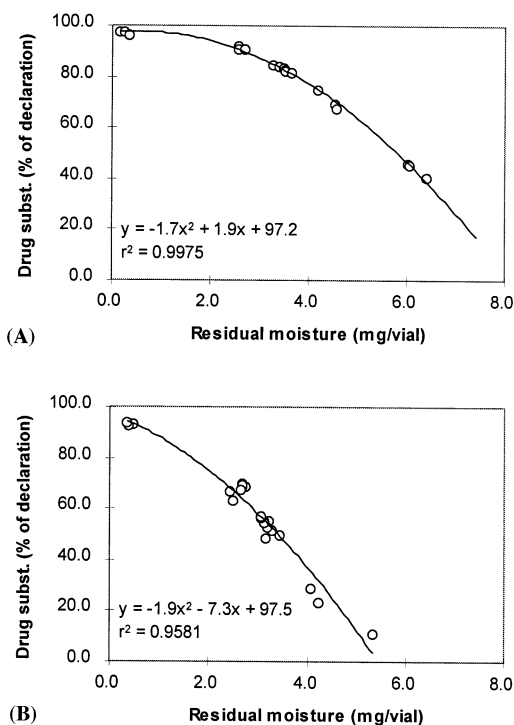 100.0
80.0
60.0
40.0
20.0
0.0
Drug subst. (% of declaration)
y = -1.7x² + 1.9x + 97.2
r² = 0.9975
0.0 2.0 4.0 6.0 8.0
Residual moisture (mg/vial)
(A)
100.0
80.0
60.0
40.0
20.0
0.0
Drug subst. (% of declaration)
y = -1.9x² - 7.3x + 97.5
r² = 0.9581
0.0 2.0 4.0 6.0 8.0
Residual moisture (mg/vial)
(B)